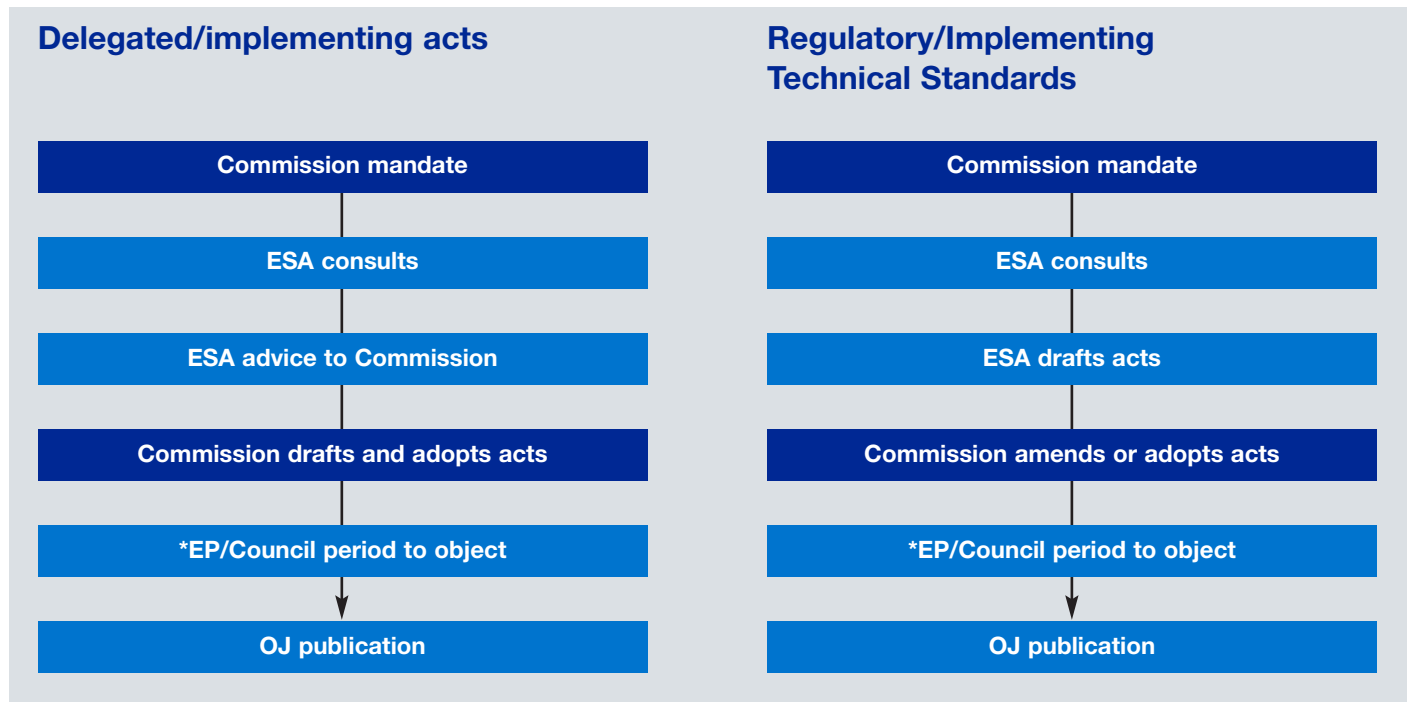 Delegated/implementing acts
Commission mandate
ESA consults
ESA advice to Commission
Commission drafts and adopts acts
*EP/Council period to object
OJ publication
Regulatory/Implementing
Technical Standards
Commission mandate
ESA consults
ESA drafts acts
Commission amends or adopts acts
*EP/Council period to object
OJ publication